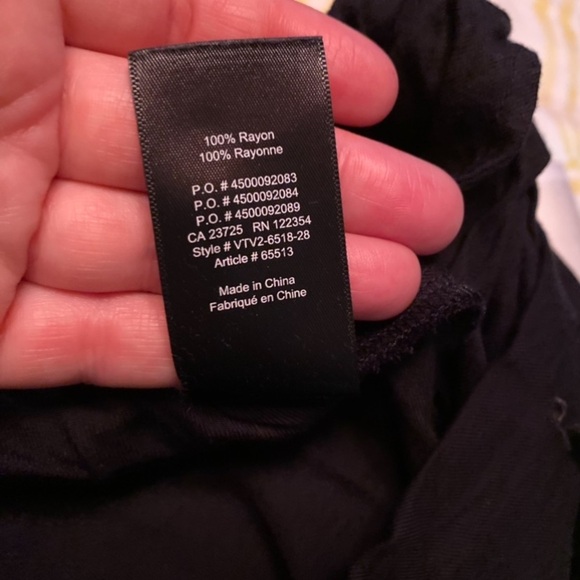 100% Rayon
100% Rayonne
P.O. # 4500092083
P.O. # 4500092084
P.O. # 4500092089
CA 23725 RN 122354
Style # VTV2-6518-28
Article # 65513
Made in China
Fabriqué en Chine